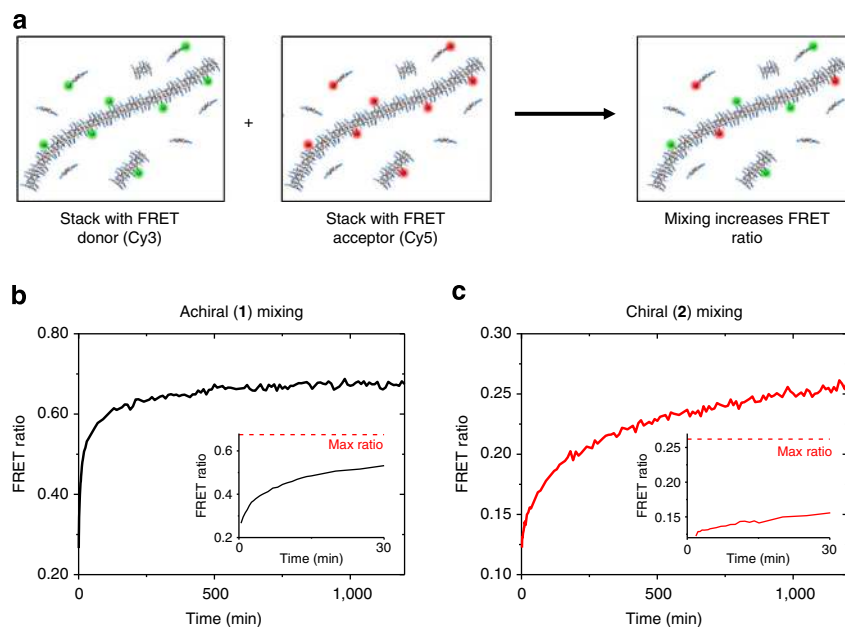 a
+
Stack with FRET
donor (Cy3)
Stack with FRET
acceptor (Cy5)
Mixing increases FRET
ratio
b
Achiral (1) mixing
0.80
0.60
0.40
0.20
FRET ratio
0
500
1,000
Time (min)
0.6
0.4
0.2
FRET ratio
Max ratio
0
30
Time (min)
c
Chiral (2) mixing
0.30
0.25
0.20
0.15
0.10
FRET ratio
0
500
1,000
Time (min)
0.25
0.15
FRET ratio
Max ratio
0
30
Time (min)